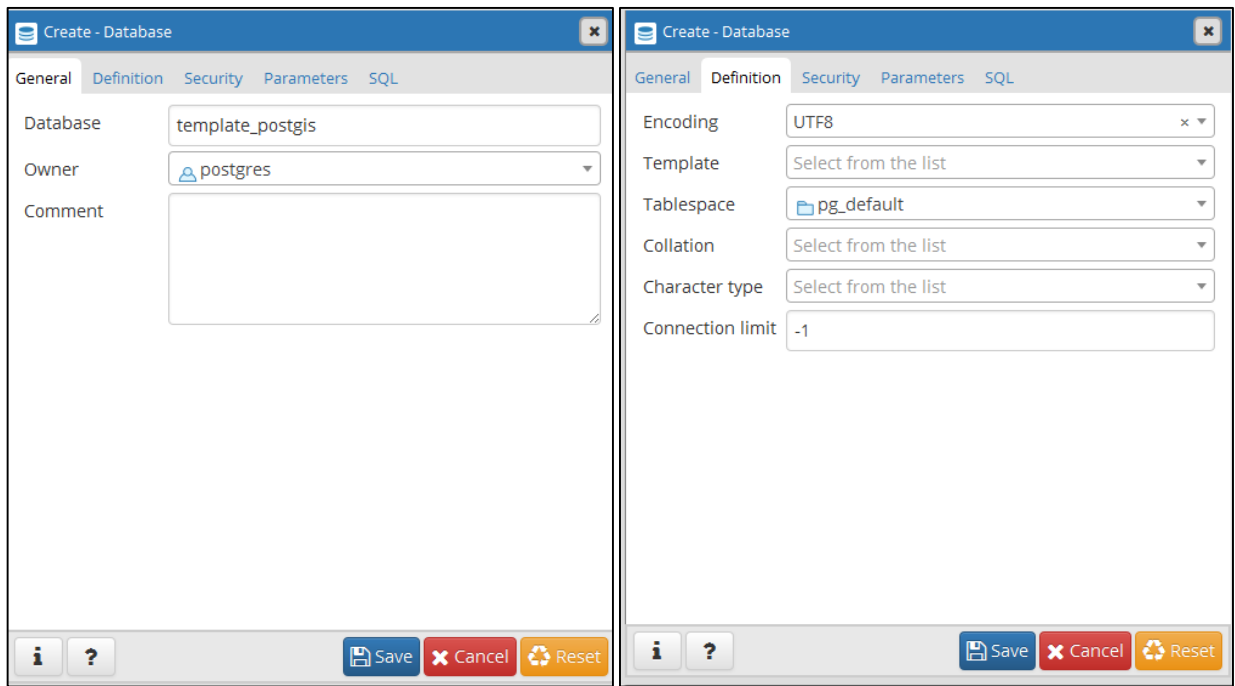 Create - Database
General Definition Security Parameters SQL
Database template_postgis
Owner postgres
Comment
i ? Save Cancel Reset
Create - Database
General Definition Security Parameters SQL
Encoding UTF8
Template Select from the list
Tablespace pg_default
Collation Select from the list
Character type Select from the list
Connection limit -1
i ? Save Cancel Reset